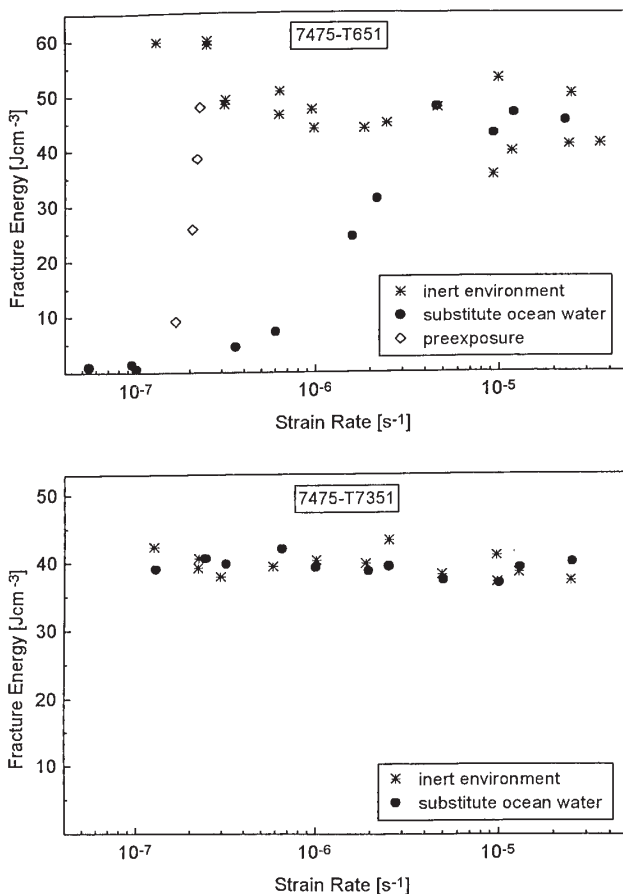 7475-T651
60
50
40
30
20
10
Fracture Energy [Jcm-3]
inert environment
substitute ocean water
preexposure
10-7
10-6
10-5
Strain Rate [s-1]
7475-T7351
50
40
30
20
10
Fracture Energy [Jcm-3]
inert environment
substitute ocean water
10-7
10-6
10-5
Strain Rate [s-1]